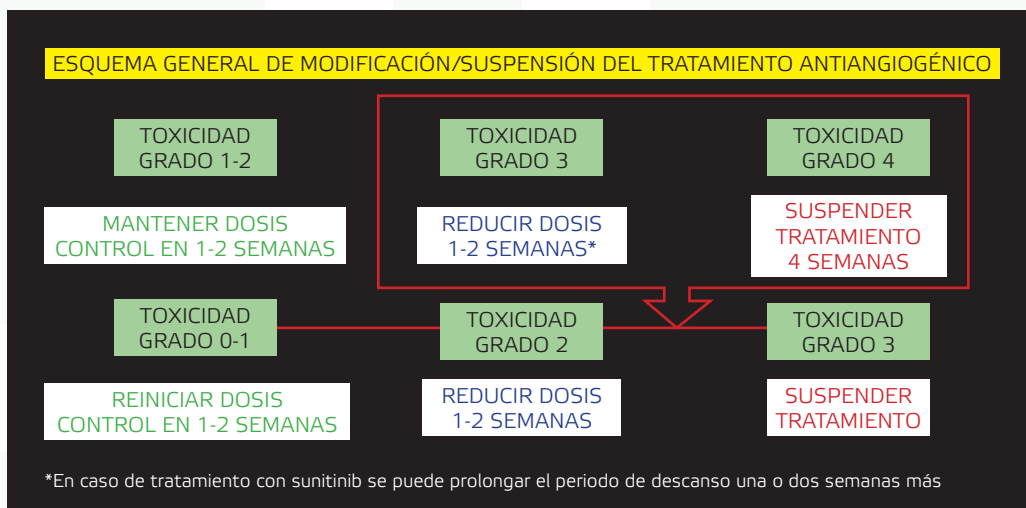 ESQUEMA GENERAL DE MODIFICACIÓN/SUSPENSIÓN DEL TRATAMIENTO ANTIANGIOGÉNICO
TOXICIDAD
GRADO 1-2
TOXICIDAD
GRADO 3
TOXICIDAD
GRADO 4
MANTENER DOSIS
CONTROL EN 1-2 SEMANAS
REDUCIR DOSIS
1-2 SEMANAS*
SUSPENDER
TRATAMIENTO
4 SEMANAS
TOXICIDAD
GRADO 0-1
TOXICIDAD
GRADO 2
TOXICIDAD
GRADO 3
REINICIAR DOSIS
CONTROL EN 1-2 SEMANAS
REDUCIR DOSIS
1-2 SEMANAS
SUSPENDER
TRATAMIENTO
*En caso de tratamiento con sunitinib se puede prolongar el periodo de descanso una o dos semanas más